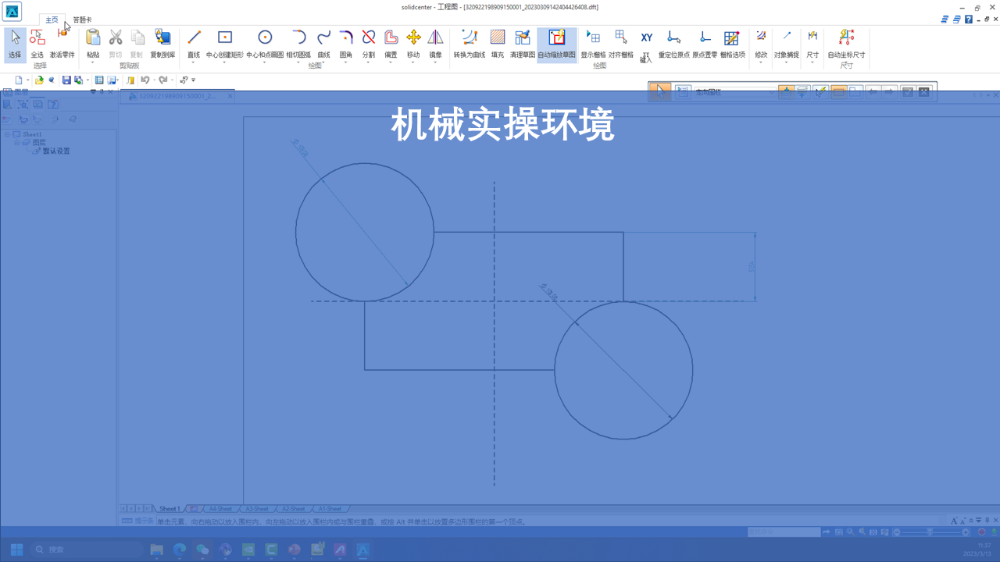 solidcenter - 工程图 - [320922198909150001_20230309142404426408.dft]
主页 答题卡
选择 全选 激活零件 粘贴 剪切 复制 复制到库 直线 中心创建矩形 中心和点画圆 相切圆弧 曲线 圆角 分割 偏置 移动 镜像 转换为曲线 填充 清理草图 自动缩放草图 显示栅格 对齐栅格 XY 键入 重定位原点 原点置零 栅格选项 修改 对象捕捉 尺寸 自动坐标尺寸
选择 剪贴板 绘图 绘图 尺寸
图层
320922198909150001_2...
机械实操环境
Sheet1
图层
默认设置
Sheet1 A4-Sheet A3-Sheet A2-Sheet A1-Sheet
提示条 单击元素、向右拖动以放入围栏内、向左拖动以放入围栏内或与围栏重叠，或按 Alt 并单击以放置多边形围栏的第一个顶点。
搜索
11:37
2023/3/15